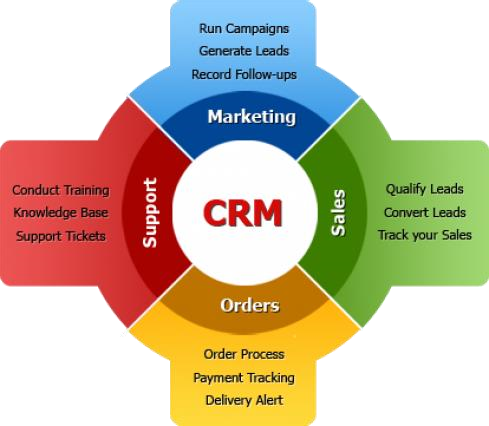 Run Campaigns
Generate Leads
Record Follow-ups
Marketing
Conduct Training
Knowledge Base
Support Tickets
Support
CRM
Sales
Qualify Leads
Convert Leads
Track your Sales
Orders
Order Process
Payment Tracking
Delivery Alert